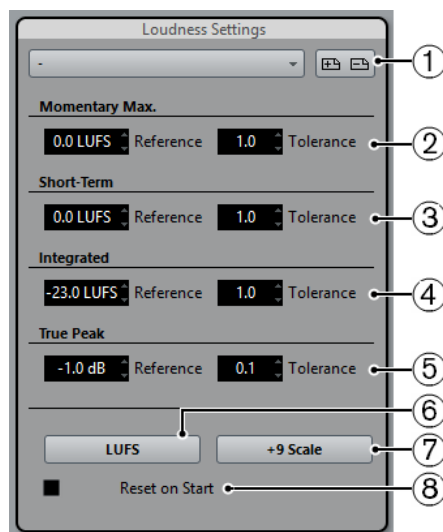 Loudness Settings
-
1
Momentary Max.
0.0 LUFS Reference 1.0 Tolerance 2
Short-Term
0.0 LUFS Reference 1.0 Tolerance 3
Integrated
-23.0 LUFS Reference 1.0 Tolerance 4
True Peak
-1.0 dB Reference 0.1 Tolerance 5
6
LUFS +9 Scale 7
Reset on Start 8